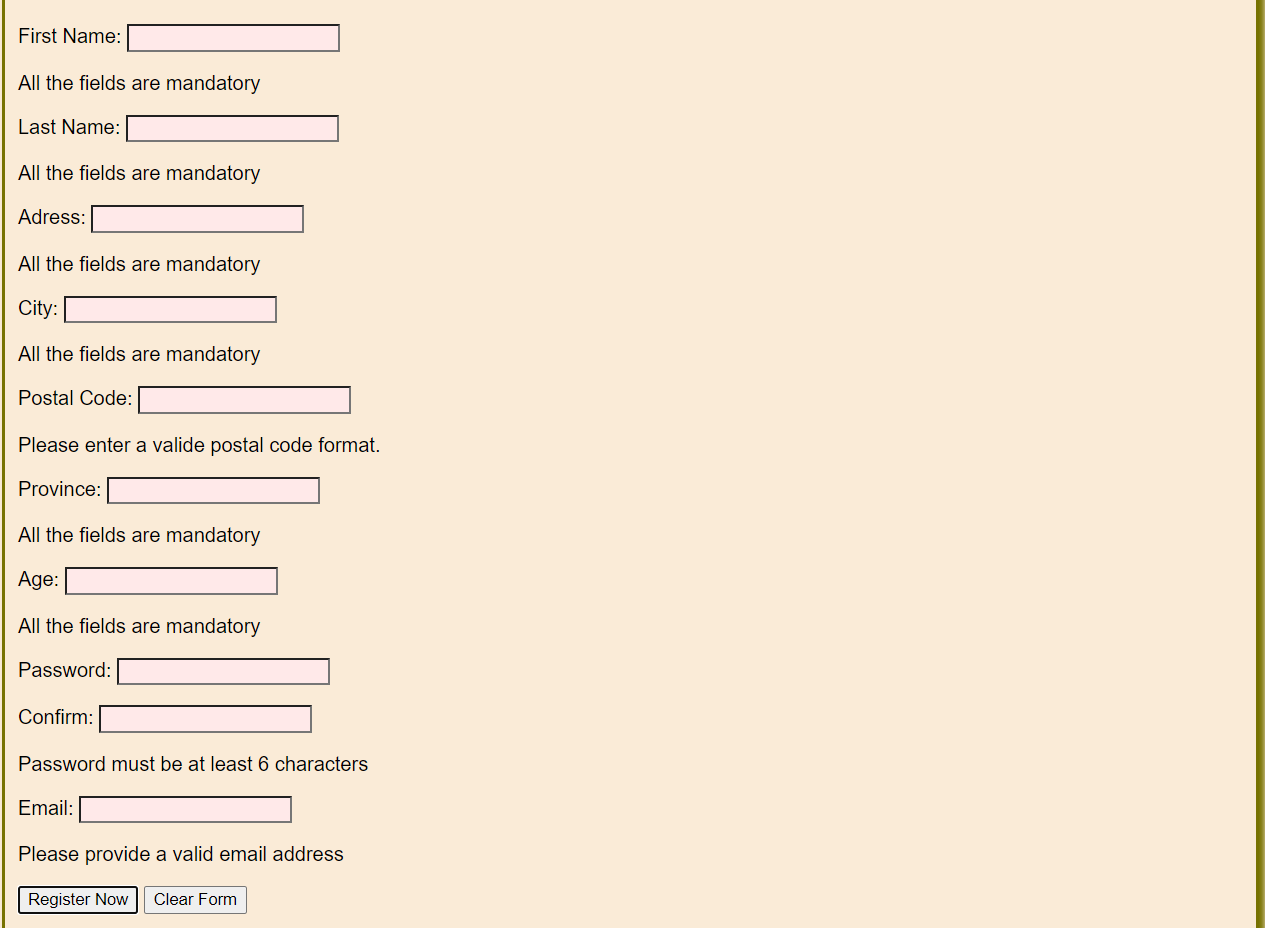 First Name:
All the fields are mandatory
Last Name:
All the fields are mandatory
Adress:
All the fields are mandatory
City:
All the fields are mandatory
Postal Code:
Please enter a valide postal code format.
Province:
All the fields are mandatory
Age:
All the fields are mandatory
Password:
Confirm:
Password must be at least 6 characters
Email:
Please provide a valid email address
Register Now Clear Form